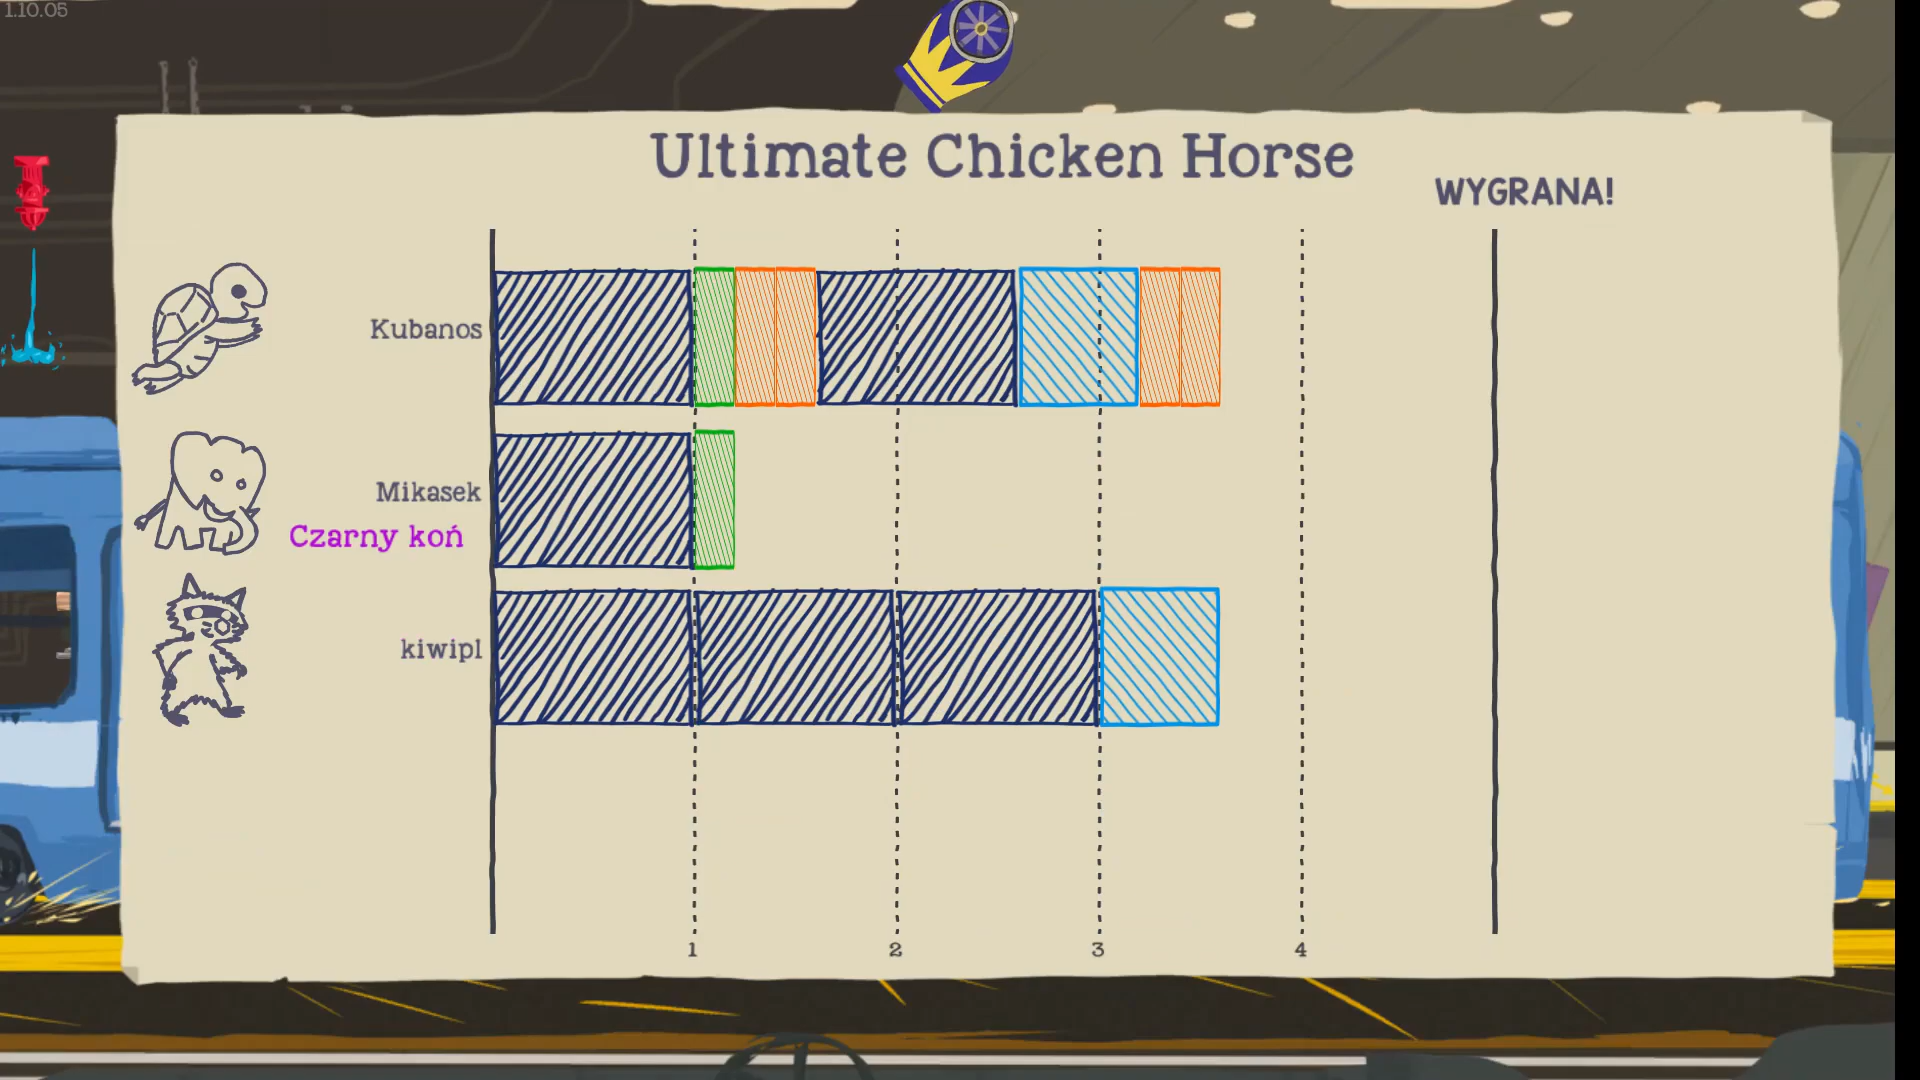 1.10.05
Ultimate Chicken Horse
WYGRANA!
Kubanos
Mikasek
Czarny koń
kiwipl
1 2 3 4